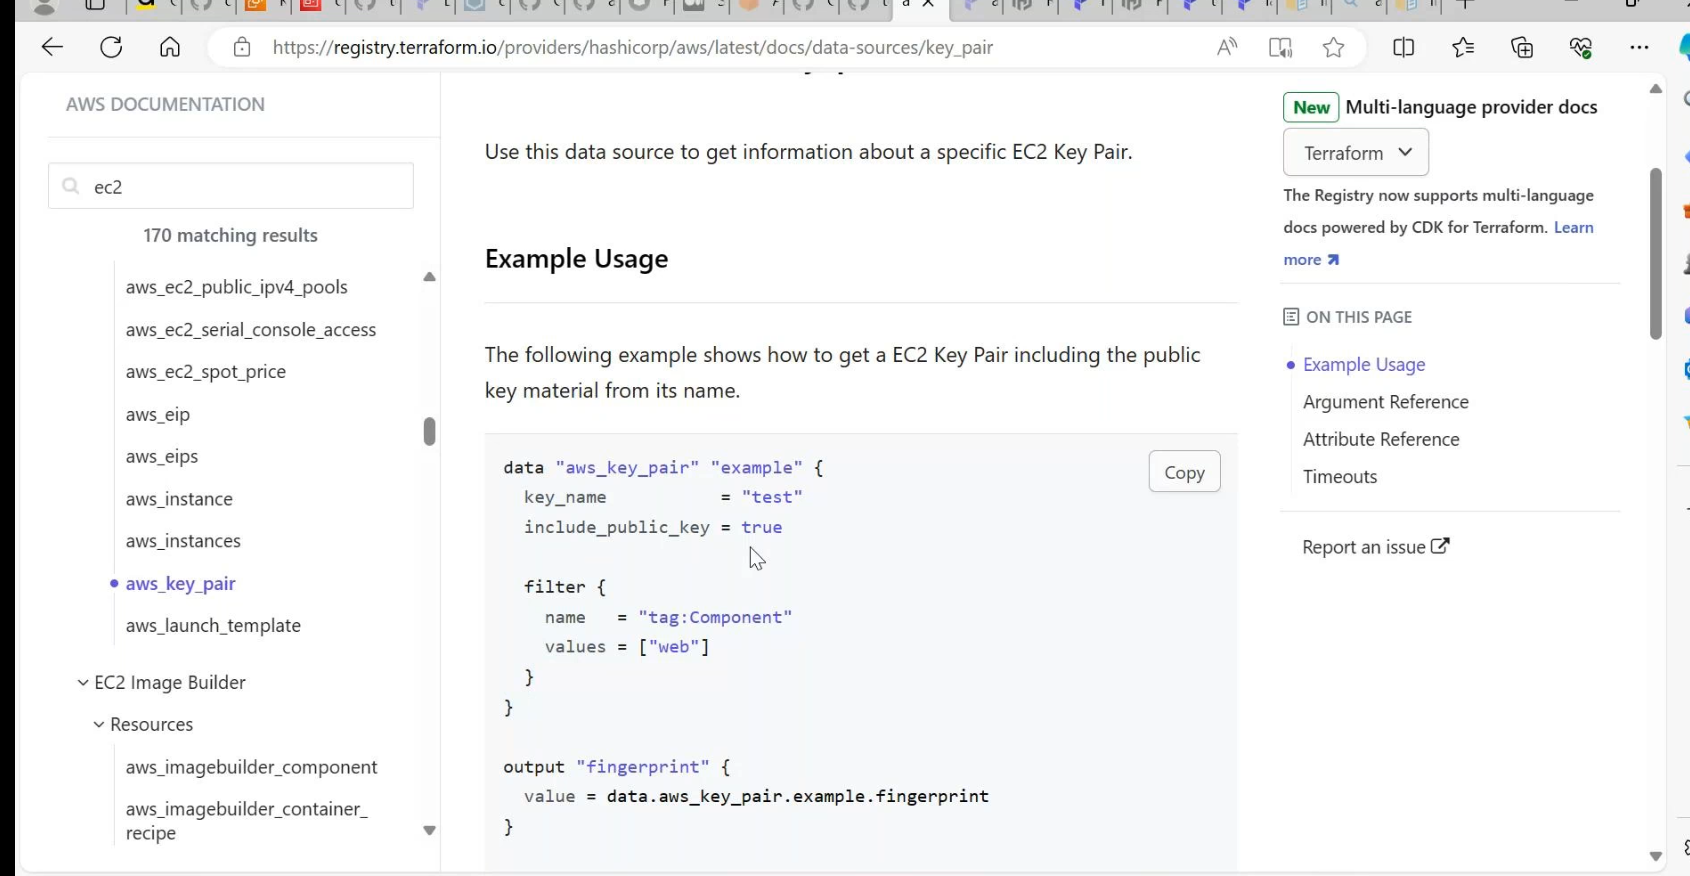 https://registry.terraform.io/providers/hashicorp/aws/latest/docs/data-sources/key_pair
AWS DOCUMENTATION
ec2
170 matching results
aws_ec2_public_ipv4_pools
aws_ec2_serial_console_access
aws_ec2_spot_price
aws_eip
aws_eips
aws_instance
aws_instances
aws_key_pair
aws_launch_template
EC2 Image Builder
Resources
aws_imagebuilder_component
aws_imagebuilder_container_
recipe
Use this data source to get information about a specific EC2 Key Pair.
Example Usage
The following example shows how to get a EC2 Key Pair including the public
key material from its name.
Copy
data "aws_key_pair" "example" {
key_name = "test"
include_public_key = true
filter {
name = "tag:Component"
values = ["web"]
}
}
output "fingerprint" {
value = data.aws_key_pair.example.fingerprint
}
New Multi-language provider docs
Terraform
The Registry now supports multi-language
docs powered by CDK for Terraform. Learn
more
ON THIS PAGE
Example Usage
Argument Reference
Attribute Reference
Timeouts
Report an issue